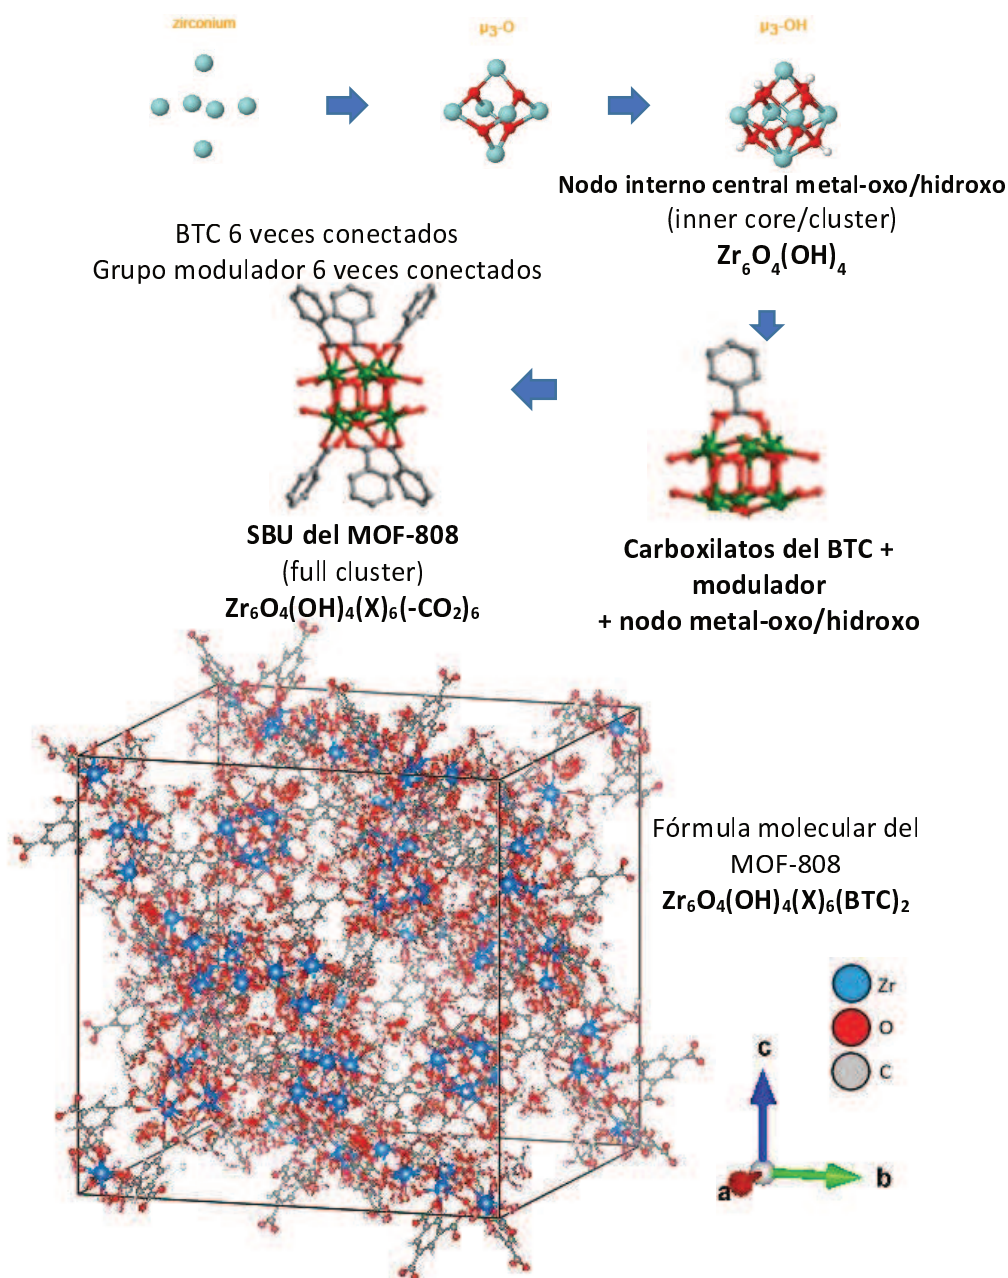 zirconium
μ₃-O
μ₃-OH
Nodo interno central metal-oxo/hidroxo
(inner core/cluster)
Zr₆O₄(OH)₄
BTC 6 veces conectados
Grupo modulador 6 veces conectados
SBU del MOF-808
(full cluster)
Zr₆O₄(OH)₄(X)₆(-CO₂)₆
Carboxilatos del BTC +
modulador
+ nodo metal-oxo/hidroxo
Fórmula molecular del
MOF-808
Zr₆O₄(OH)₄(X)₆(BTC)₂
Zr
O
C
c
a
b